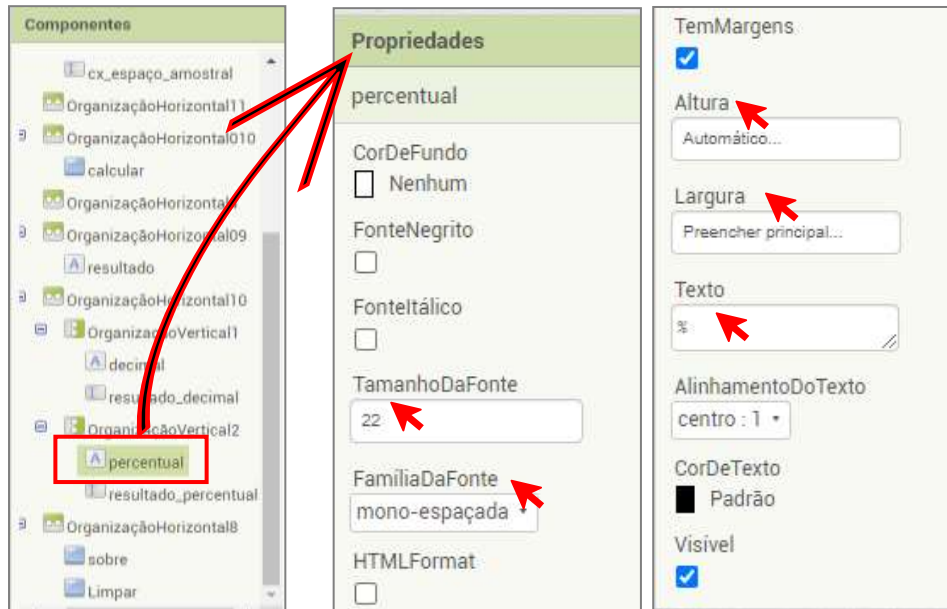 Componentes
cx_espaço_amostral
OrganizaçãoHorizontal11
OrganizaçãoHorizontal010
calcular
OrganizaçãoHorizontal
OrganizaçãoHorizontal09
resultado
OrganizaçãoHorizontal10
OrganizaçãoVertical1
decimal
resultado_decimal
OrganizaçãoVertical2
percentual
resultado_percentual
OrganizaçãoHorizontal8
sobre
Limpar
Propriedades
percentual
CorDeFundo
Nenhum
FonteNegrito
FonteItálico
TamanhoDaFonte
22
FamíliaDaFonte
mono-espaçada
HTMLFormat
TemMargens
Altura
Automático...
Largura
Preencher principal...
Texto
%
AlinhamentoDoTexto
centro : 1
CorDeTexto
Padrão
Visível